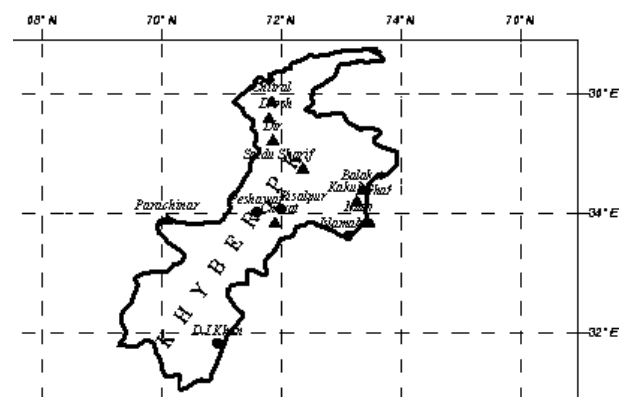 68° N 70° N 72° N 74° N 76° N
36° E
Chitral
Drosh
Dir
Saidu Sharif
Balakot
Kakul
Parachinar
Peshawar Risalpur
34° E
Islamabad
32° E
D.I.Khan
KHYBER PK